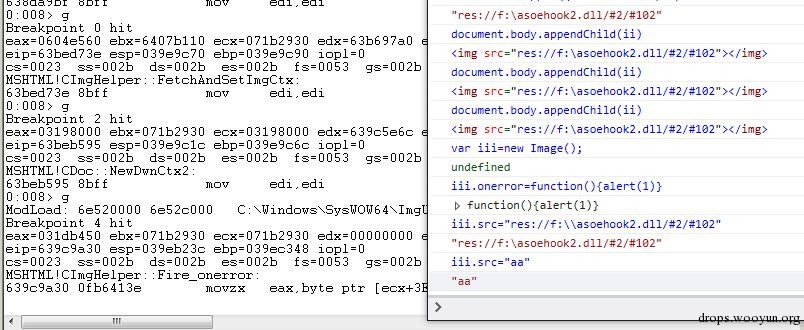 638da9bf 8bff mov edi,edi
0:008> g
Breakpoint 0 hit
eax=0604e560 ebx=6407b110 ecx=071b2930 edx=63b697a0 e
eip=63bed73e esp=039e9c70 ebp=039e9c90 iopl=0
cs=0023 ss=002b ds=002b es=002b fs=0053 gs=002b
MSHTML!CImgHelper::FetchAndSetImgCtx:
63bed73e 8bff mov edi,edi
0:008> g
Breakpoint 2 hit
eax=03198000 ebx=071b2930 ecx=03198000 edx=639c5e6c e
eip=63beb595 esp=039e9c1c ebp=039e9c6c iopl=0
cs=0023 ss=002b ds=002b es=002b fs=0053 gs=002b
MSHTML!CDoc::NewDwnCtx2:
63beb595 8bff mov edi,edi
0:008> g
ModLoad: 6e520000 6e52c000 C:\Windows\SysWOW64\ImgU
Breakpoint 4 hit
eax=031db450 ebx=071b2930 ecx=071b2930 edx=00000000 e
eip=639c9a30 esp=039eb23c ebp=039ec348 iopl=0
cs=0023 ss=002b ds=002b es=002b fs=0053 gs=002b
MSHTML!CImgHelper::Fire_onerror:
639c9a30 0fb6413e movzx eax,byte ptr [ecx+3E
"res://f:\asoehook2.dll/#2/#102"
document.body.appendChild(ii)
<img src="res://f:\asoehook2.dll/#2/#102"></img>
document.body.appendChild(ii)
<img src="res://f:\asoehook2.dll/#2/#102"></img>
document.body.appendChild(ii)
<img src="res://f:\asoehook2.dll/#2/#102"></img>
var iii=new Image();
undefined
iii.onerror=function(){alert(1)}
function(){alert(1)}
iii.src="res://f:\\asoehook2.dll/#2/#102"
"res://f:\asoehook2.dll/#2/#102"
iii.src="aa"
"aa"
drops.wooyun.org